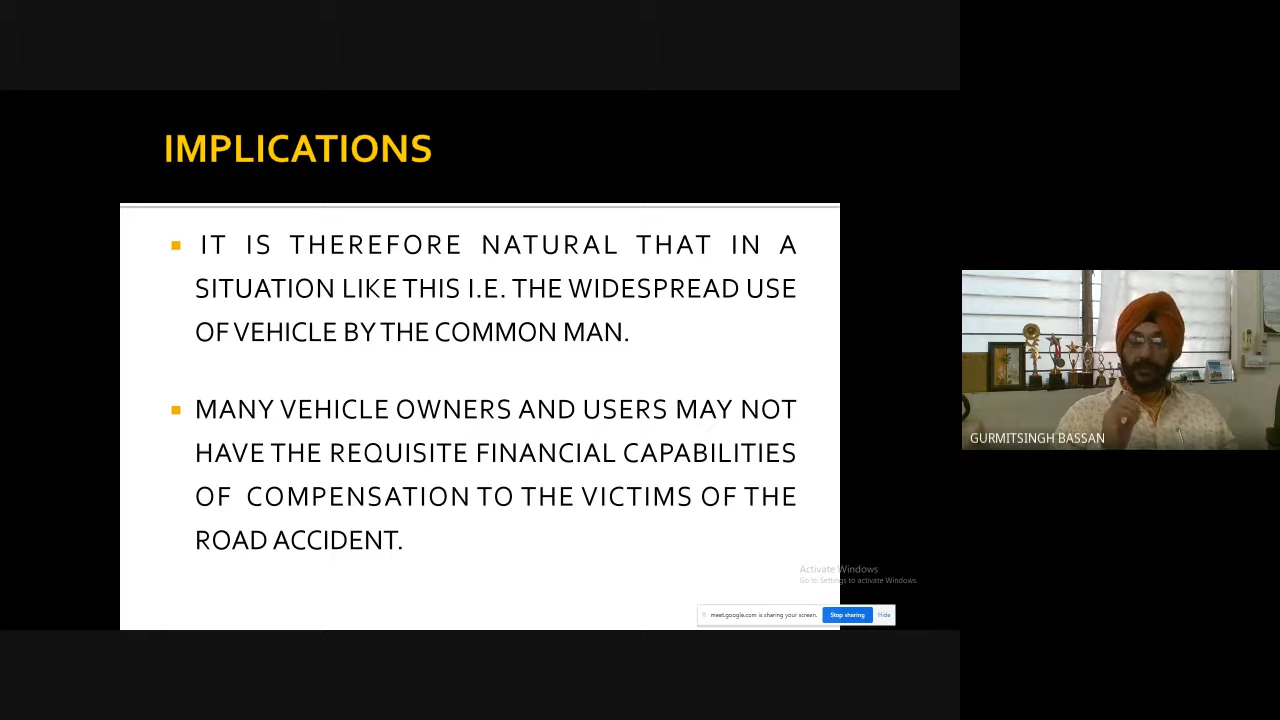 IMPLICATIONS
IT IS THEREFORE NATURAL THAT IN A
SITUATION LIKE THIS I.E. THE WIDESPREAD USE
OF VEHICLE BY THE COMMON MAN.
MANY VEHICLE OWNERS AND USERS MAY NOT
HAVE THE REQUISITE FINANCIAL CAPABILITIES
OF COMPENSATION TO THE VICTIMS OF THE
ROAD ACCIDENT.
GURMITSINGH BASSAN
Activate Windows
Go to Settings to activate Windows.
meet.google.com is sharing your screen. Stop sharing Hide